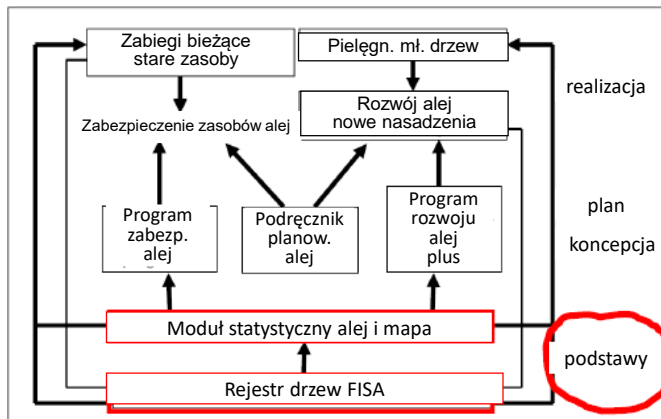 Zabiegi bieżące
stare zasoby
Pielęgn. mł. drzew
realizacja
Zabezpieczenie zasobów alej
Rozwój alej
nowe nasadzenia
Program
zabezp.
alej
Podręcznik
planow.
alej
Program
rozwoju
alej
plus
plan
koncepcja
Moduł statystyczny alej i mapa
podstawy
Rejestr drzew FISA